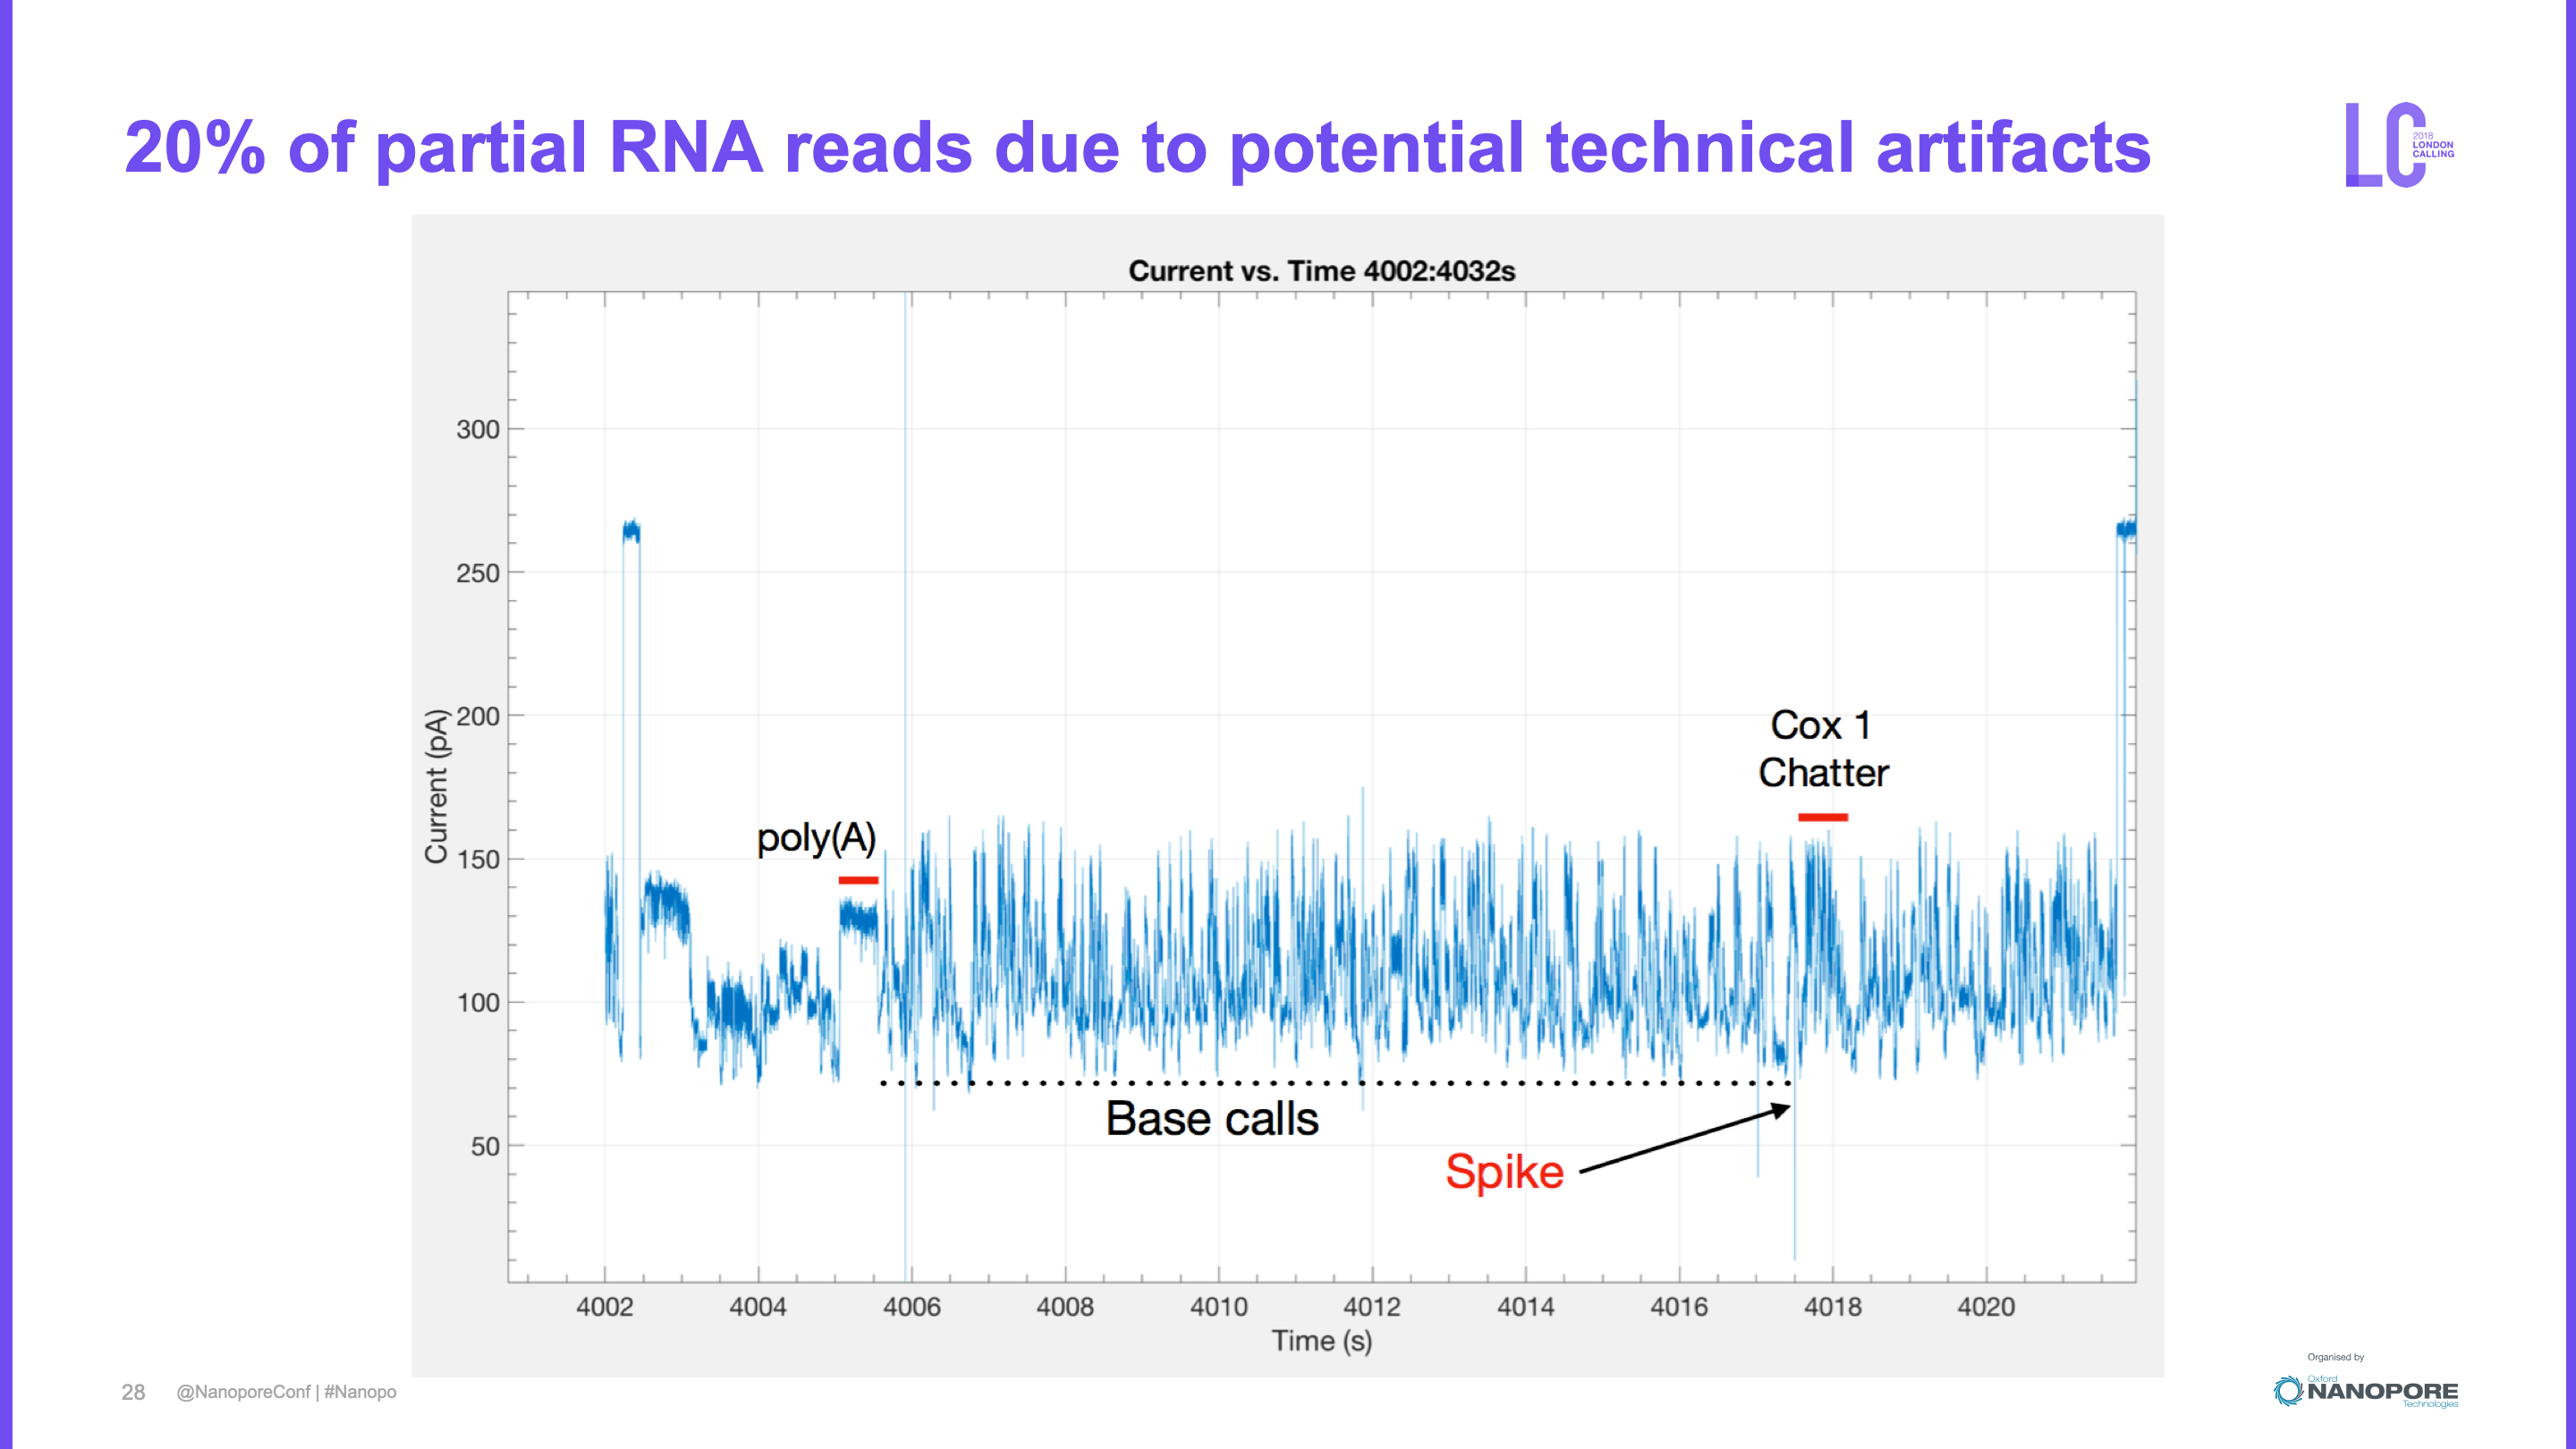 20% of partial RNA reads due to potential technical artifacts
LC
2018
LONDON
CALLING
Current vs. Time 4002:4032s
300
250
200
150
100
50
Current (pA)
poly(A)
Cox 1
Chatter
Base calls
Spike
4002 4004 4006 4008 4010 4012 4014 4016 4018 4020
Time (s)
28 @NanoporeConf | #Nanopo
Organised by
Oxford
NANOPORE
Technologies